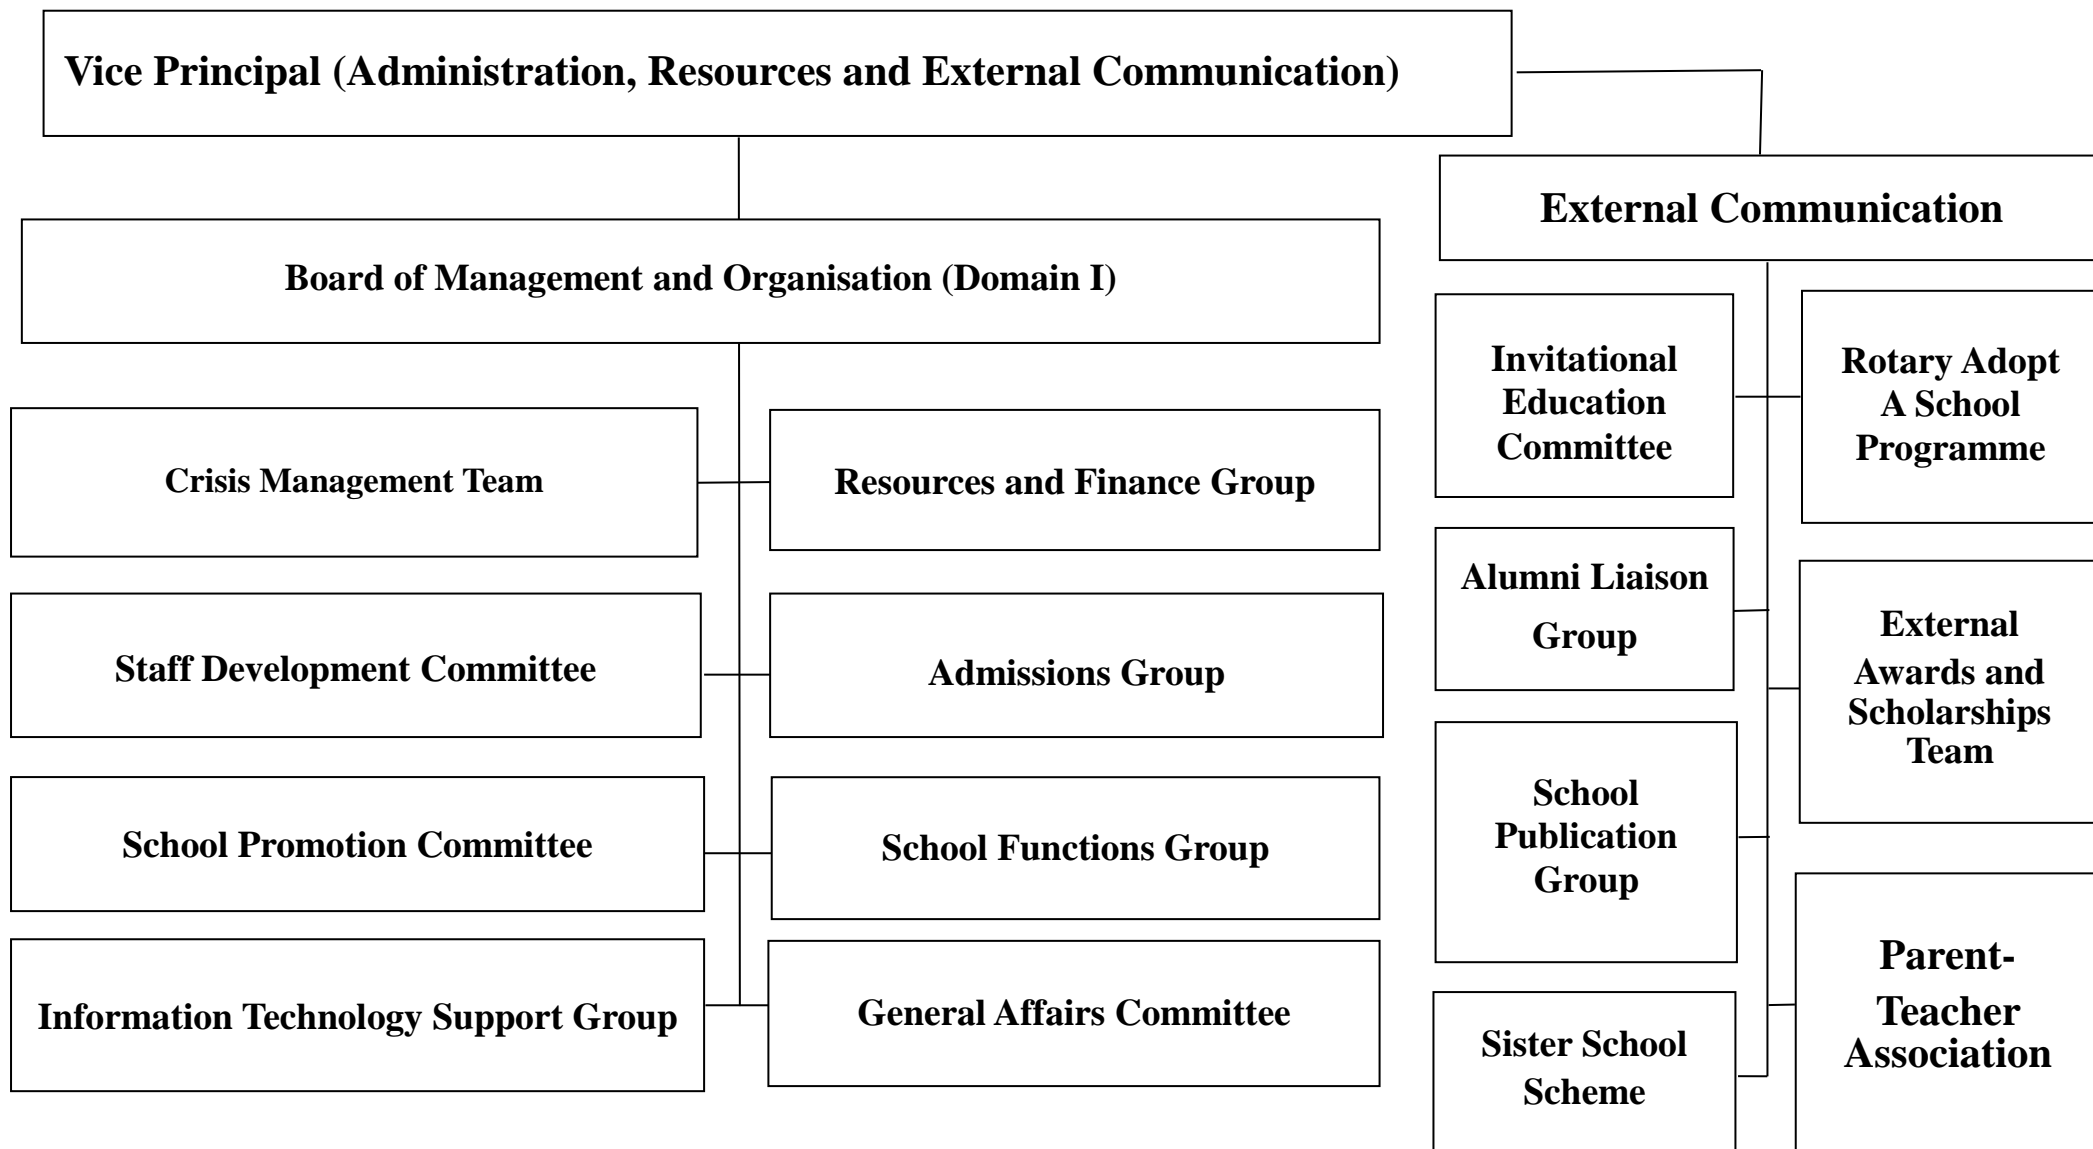 Vice Principal (Administration, Resources and External Communication)
External Communication
Board of Management and Organisation (Domain I)
Invitational
Education
Committee
Rotary Adopt
A School
Programme
Crisis Management Team
Resources and Finance Group
Alumni Liaison
Group
External
Awards and
Scholarships
Team
Staff Development Committee
Admissions Group
School
Publication
Group
School Promotion Committee
School Functions Group
Parent-
Teacher
Association
Information Technology Support Group
General Affairs Committee
Sister School
Scheme